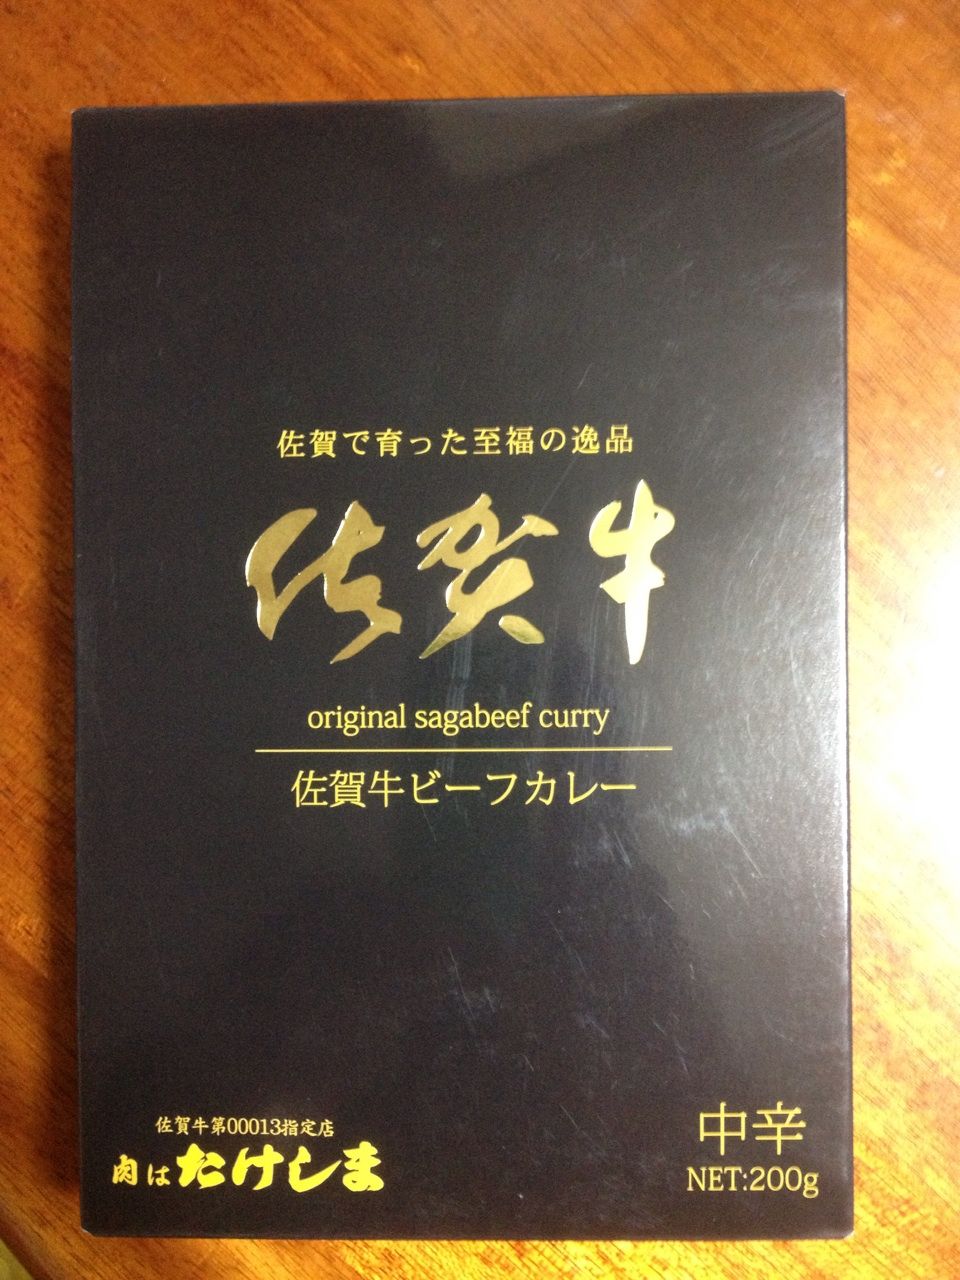 佐賀で育った至福の逸品
佐賀牛
original sagabeef curry
佐賀牛ビーフカレー
佐賀牛第00013指定店
肉はたけしま
中辛
NET:200g